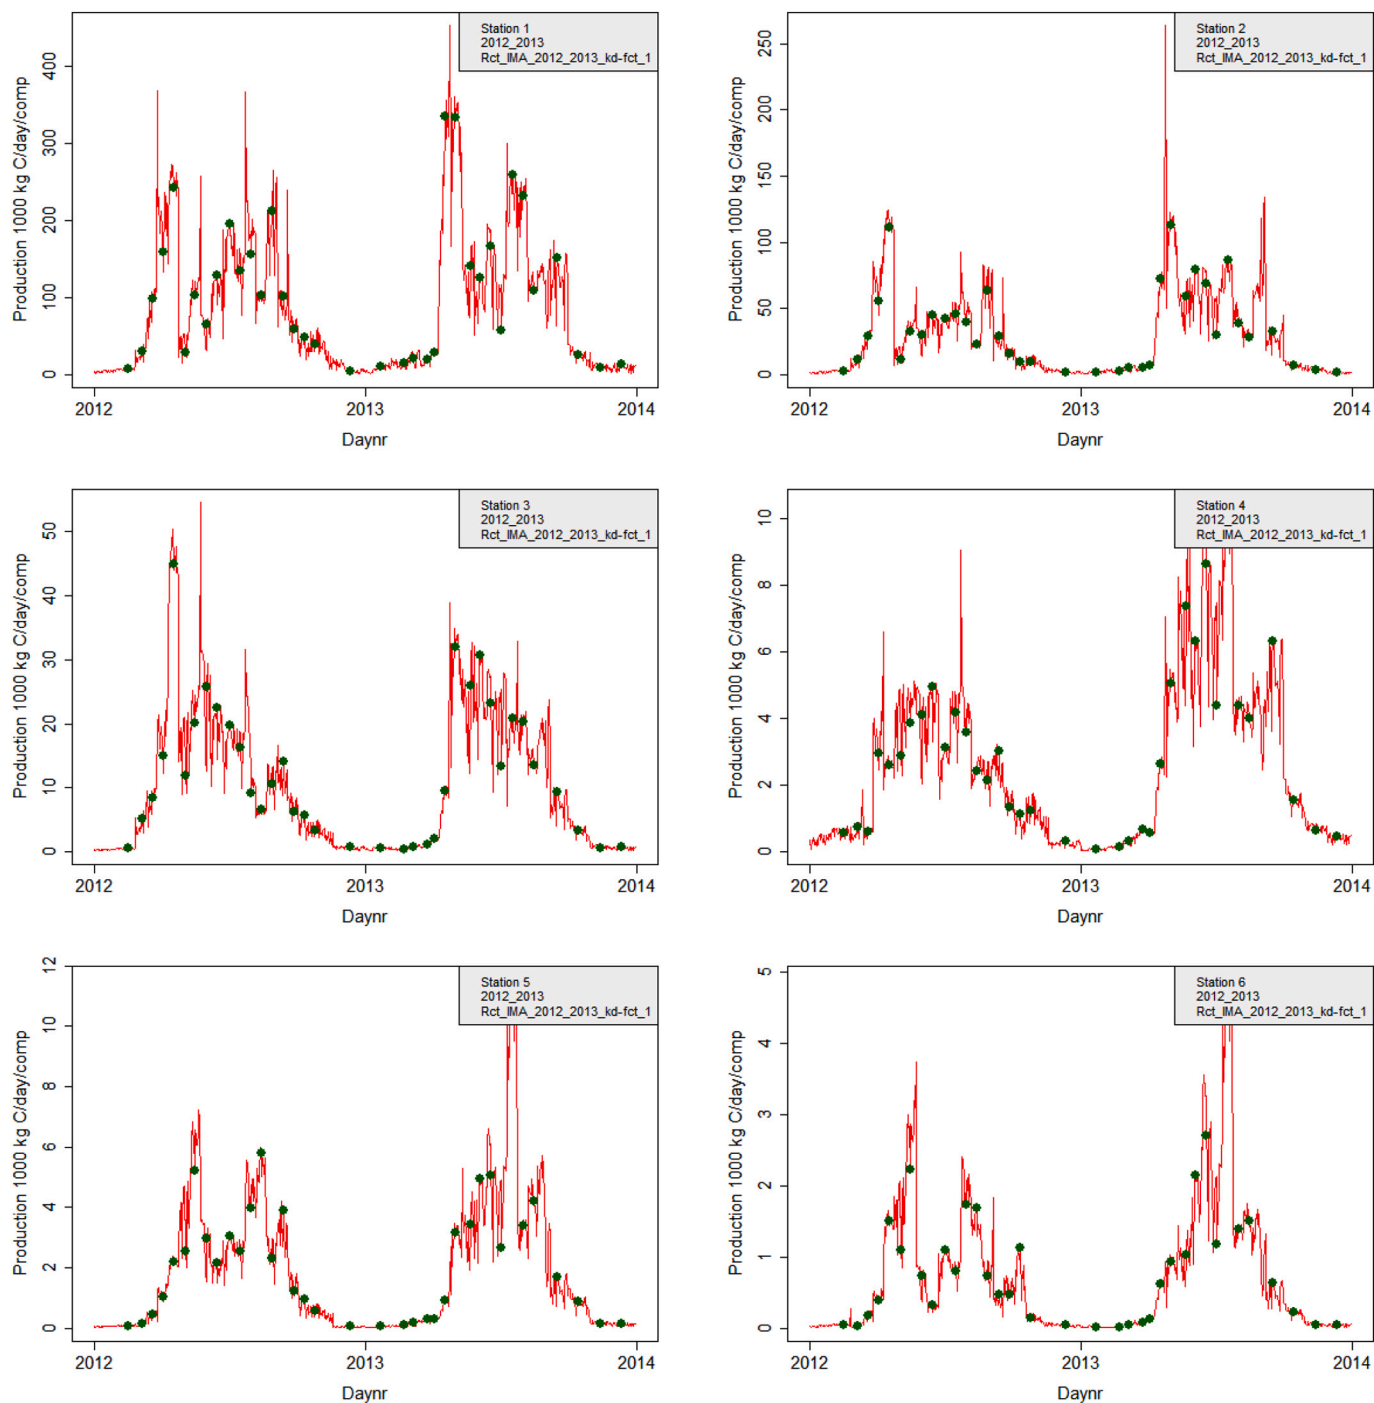 Station 1
2012_2013
Rct_IMA_2012_2013_kd-fct_1
Production 1000 kg C/day/comp
400
300
200
100
0
2012 2013 2014
Daynr
Station 2
2012_2013
Rct_IMA_2012_2013_kd-fct_1
Production 1000 kg C/day/comp
250
200
150
100
50
0
2012 2013 2014
Daynr
Station 3
2012_2013
Rct_IMA_2012_2013_kd-fct_1
Production 1000 kg C/day/comp
50
40
30
20
10
0
2012 2013 2014
Daynr
Station 4
2012_2013
Rct_IMA_2012_2013_kd-fct_1
Production 1000 kg C/day/comp
10
8
6
4
2
0
2012 2013 2014
Daynr
Station 5
2012_2013
Rct_IMA_2012_2013_kd-fct_1
Production 1000 kg C/day/comp
12
10
8
6
4
2
0
2012 2013 2014
Daynr
Station 6
2012_2013
Rct_IMA_2012_2013_kd-fct_1
Production 1000 kg C/day/comp
5
4
3
2
1
0
2012 2013 2014
Daynr